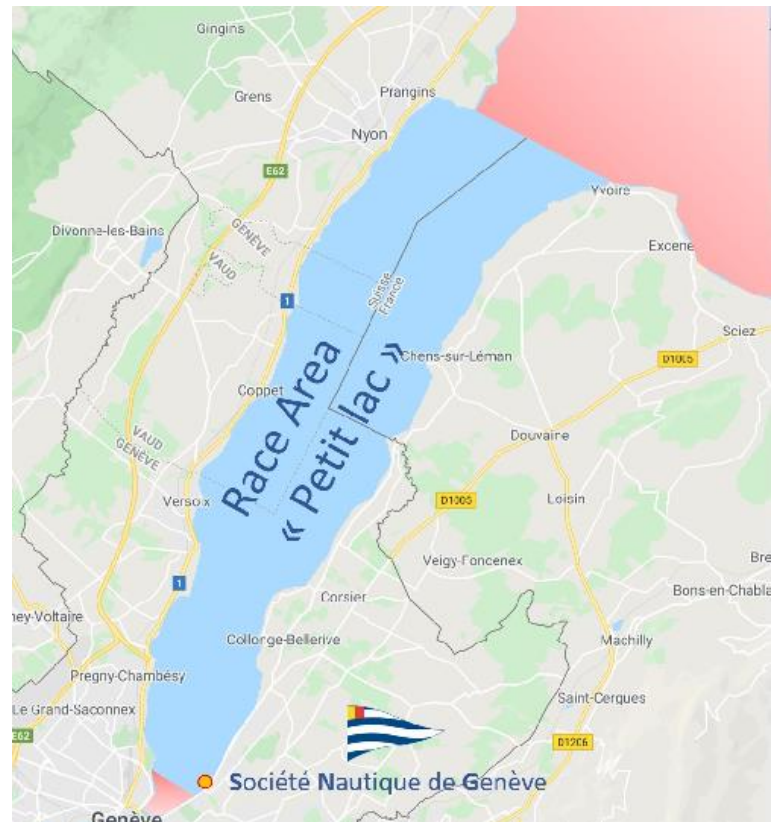 Gingins
Grens
Prangins
Nyon
E62
Yvoire
Divonne-les-Bains
GENÈVE
VAUD
Excene
Suisse
France
1
Sciez
Chens-sur-Léman
D1005
Coppet
Race Area
« Petit lac »
Douvaine
VAUD
GENÈVE
Versoix
D1005
Loisin
Veigy-Foncenex
Bre
1
Corsier
Bons-en-Chabla
ney-Voltaire
Collonge-Bellerive
Machilly
Pregny-Chambésy
Saint-Cergues
Le Grand-Saconnex
E62
D1206
Société Nautique de Genève
Genève